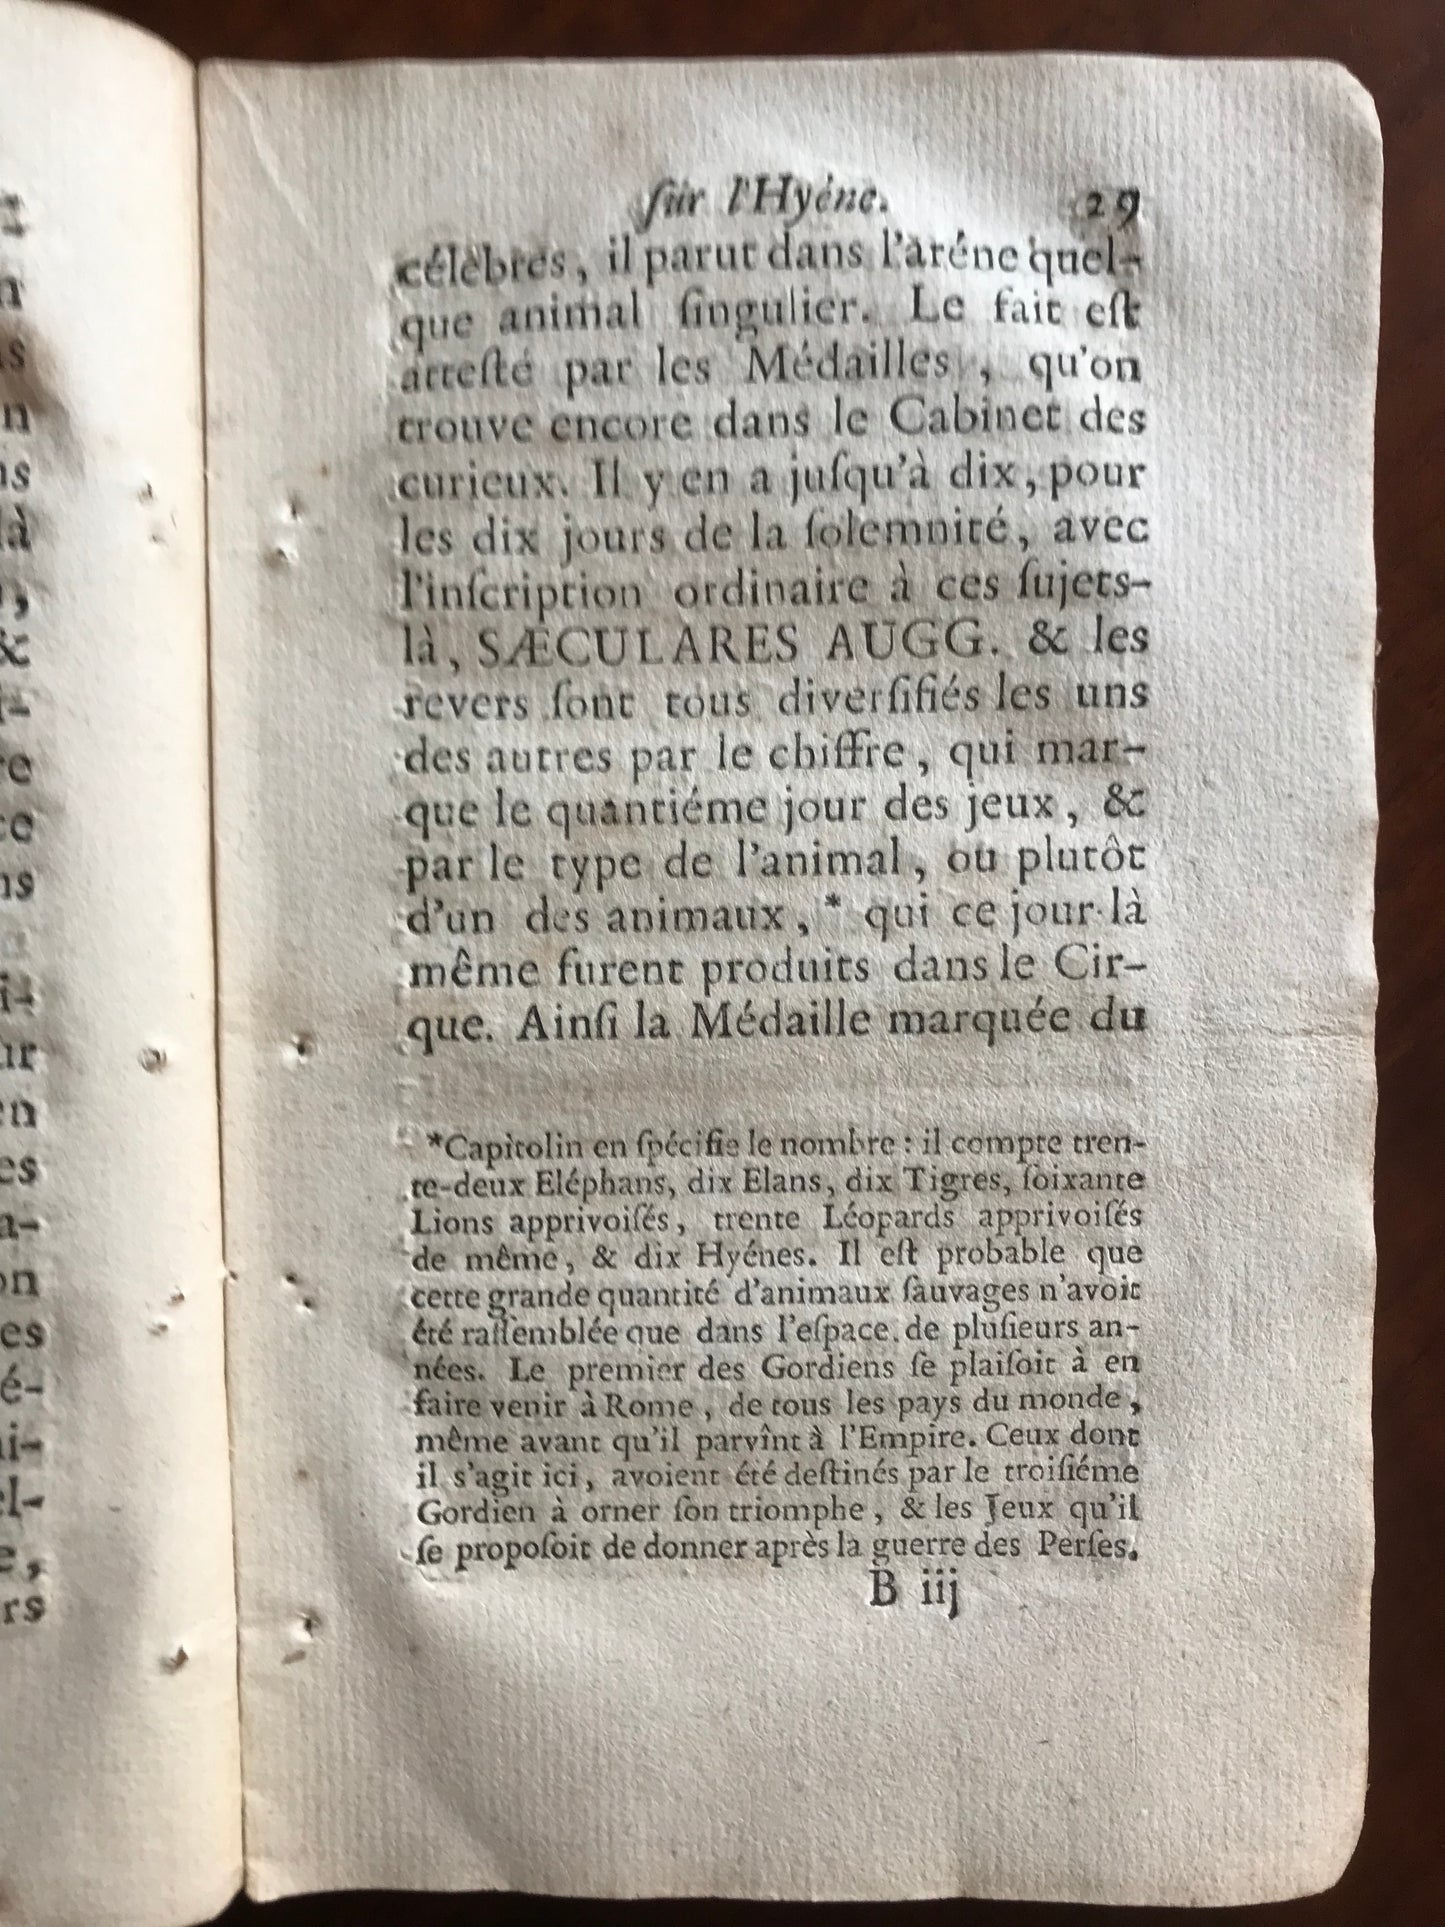 ſur l'Hyéne. 29
célébres, il parut dans l'aréne quel-
que animal ſingulier. Le fait eſt
atteſté par les Médailles, qu'on
trouve encore dans le Cabinet des
curieux. Il y en a juſqu'à dix, pour
les dix jours de la ſolemnité, avec
l'inſcription ordinaire à ces ſujets-
là, SÆCULARES AUGG. & les
revers ſont tous diverſifiés les uns
des autres par le chiffre, qui mar-
que le quantiéme jour des jeux, &
par le type de l'animal, ou plutôt
d'un des animaux, * qui ce jour-là
même furent produits dans le Cir-
que. Ainſi la Médaille marquée du
*Capitolin en ſpécifie le nombre : il compte tren-
te-deux Eléphans, dix Elans, dix Tigres, ſoixante
Lions apprivoiſés, trente Léopards apprivoiſés
de même, & dix Hyénes. Il eſt probable que
cette grande quantité d'animaux ſauvages n'avoit
été raſſemblée que dans l'eſpace de pluſieurs an-
nées. Le premier des Gordiens ſe plaiſoit à en
faire venir à Rome, de tous les pays du monde,
même avant qu'il parvînt à l'Empire. Ceux dont
il s'agit ici, avoient été deſtinés par le troiſiéme
Gordien à orner ſon triomphe, & les Jeux qu'il
ſe propoſoit de donner après la guerre des Perſes.
B iij